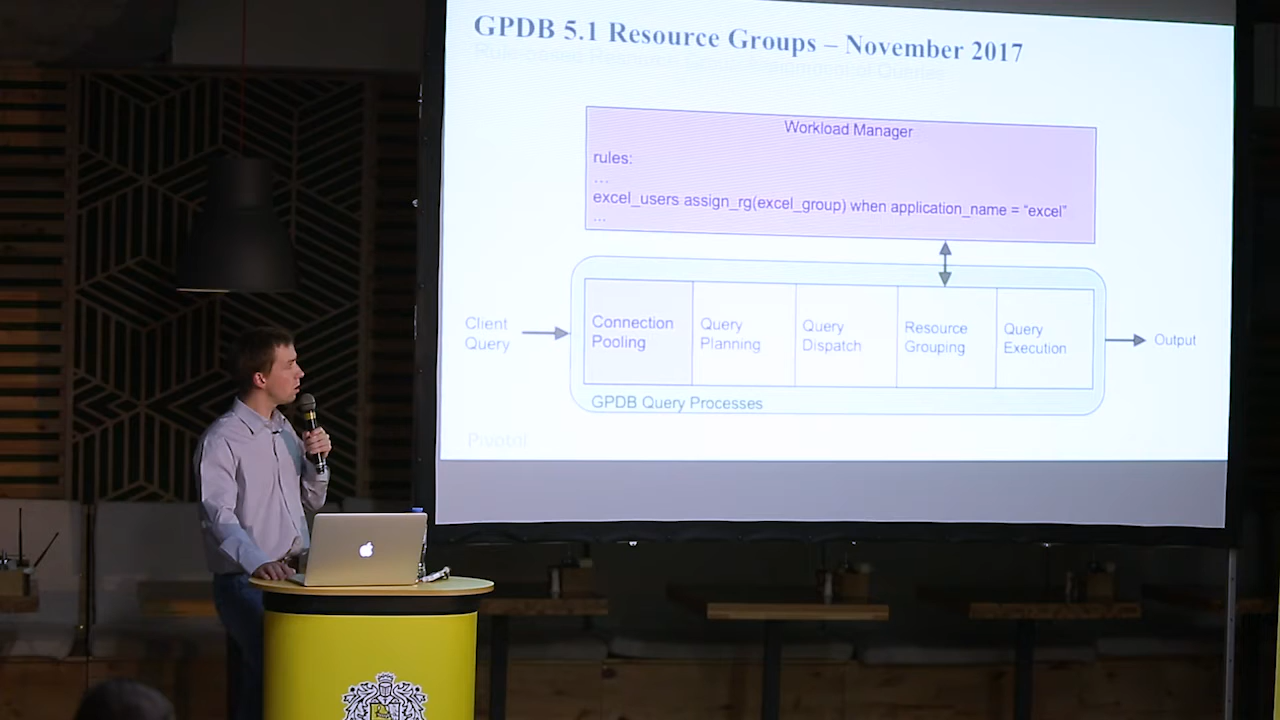 GPDB 5.1 Resource Groups – November 2017
Workload Manager
rules:
...
excel_users assign_rg(excel_group) when application_name = “excel”
...
Client
Query
Connection
Pooling
Query
Planning
Query
Dispatch
Resource
Grouping
Query
Execution
Output
GPDB Query Processes
Pivotal